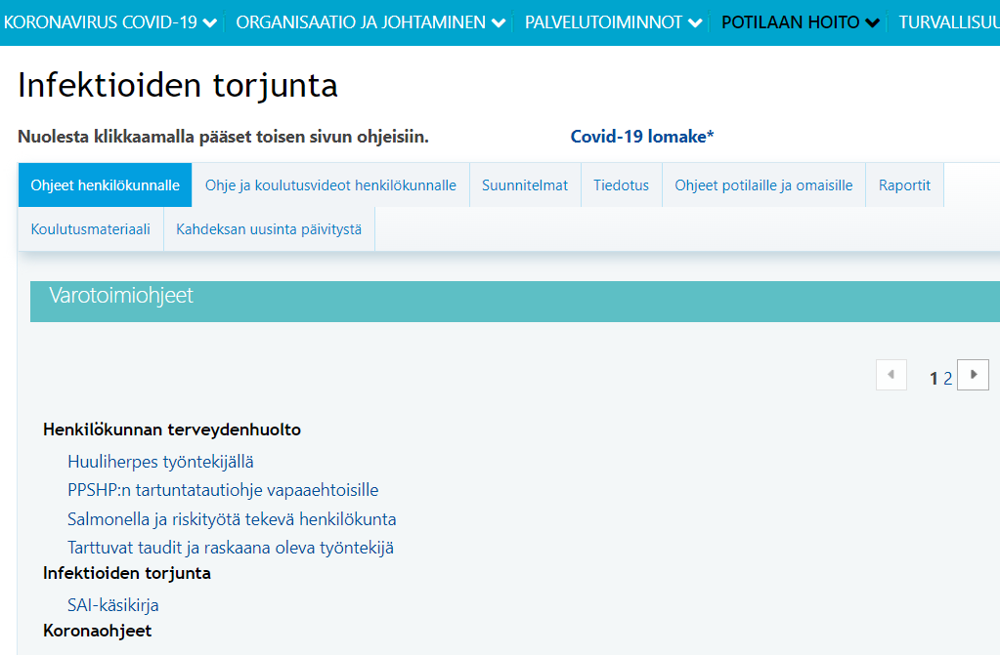 KORONAVIRUS COVID-19 ORGANISAATIO JA JOHTAMINEN PALVELUTOIMINNOT POTILAAN HOITO TURVALLISUU
Infektioiden torjunta
Nuolesta klikkaamalla pääset toisen sivun ohjeisiin. Covid-19 lomake*
Ohjeet henkilökunnalle Ohje ja koulutusvideot henkilökunnalle Suunnitelmat Tiedotus Ohjeet potilaille ja omaisille Raportit
Koulutusmateriaali Kahdeksan uusinta päivitystä
Varotoimiohjeet
1 2
Henkilökunnan terveydenhuolto
Huuliherpes työntekijällä
PPSHP:n tartuntatautiohje vapaaehtoisille
Salmonella ja riskityötä tekevä henkilökunta
Tarttuvat taudit ja raskaana oleva työntekijä
Infektioiden torjunta
SAI-käsikirja
Koronaohjeet